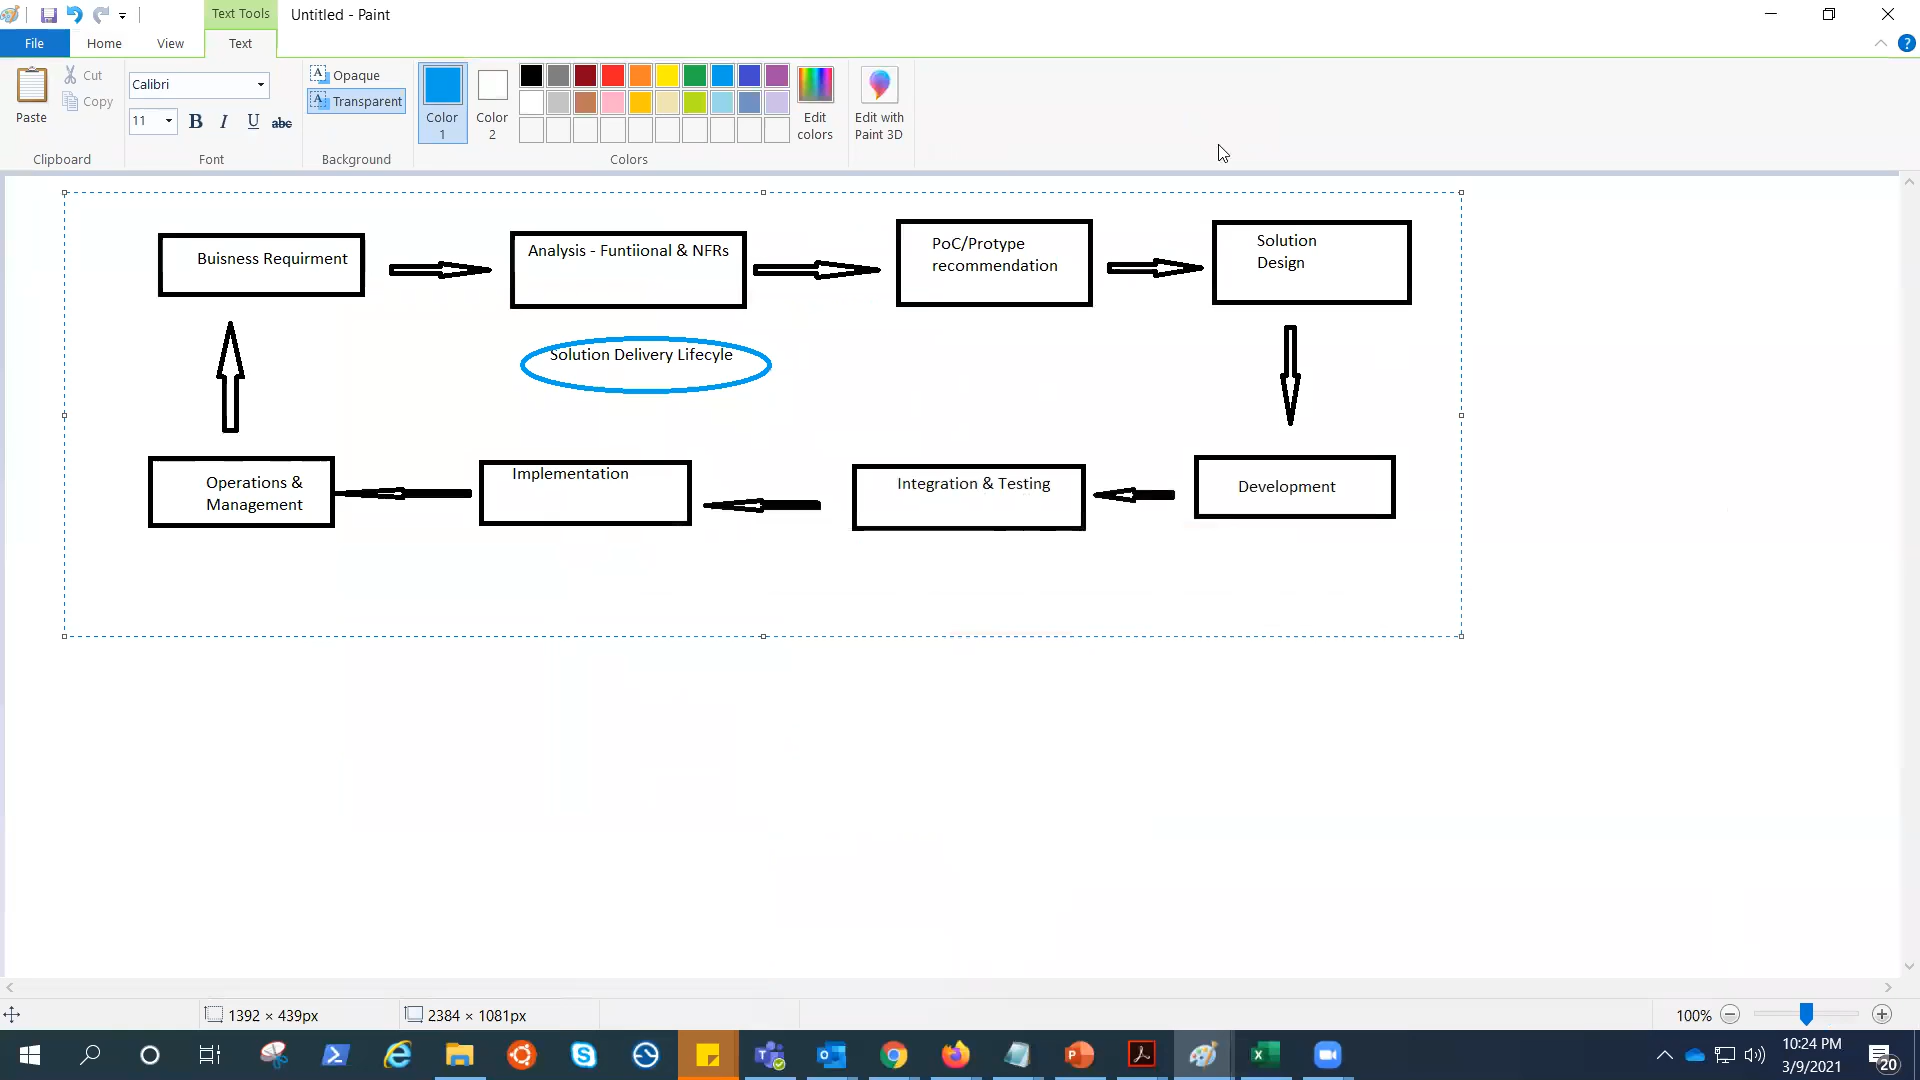 Text Tools
Untitled - Paint
File
Home
View
Text
Paste
Cut
Copy
Clipboard
Calibri
11
B
I
U
abc
Font
Opaque
Transparent
Background
Color
1
Color
2
Edit
colors
Colors
Edit with
Paint 3D
Buisness Requirment
Analysis - Funtiional & NFRs
PoC/Protype
recommendation
Solution
Design
Solution Delivery Lifecyle
Operations &
Management
Implementation
Integration & Testing
Development
1392 × 439px
2384 × 1081px
100%
10:24 PM
3/9/2021
20